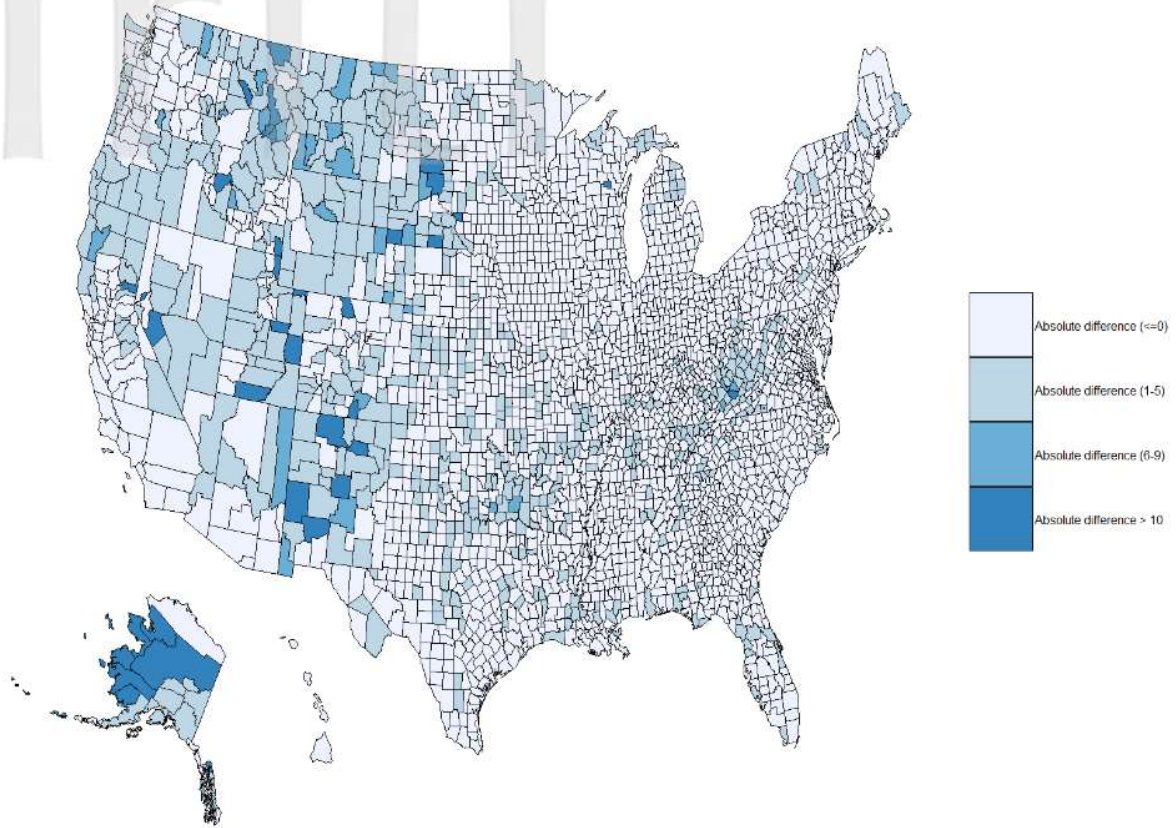 Absolute difference (<=0)
Absolute difference (1-5)
Absolute difference (6-9)
Absolute difference > 10